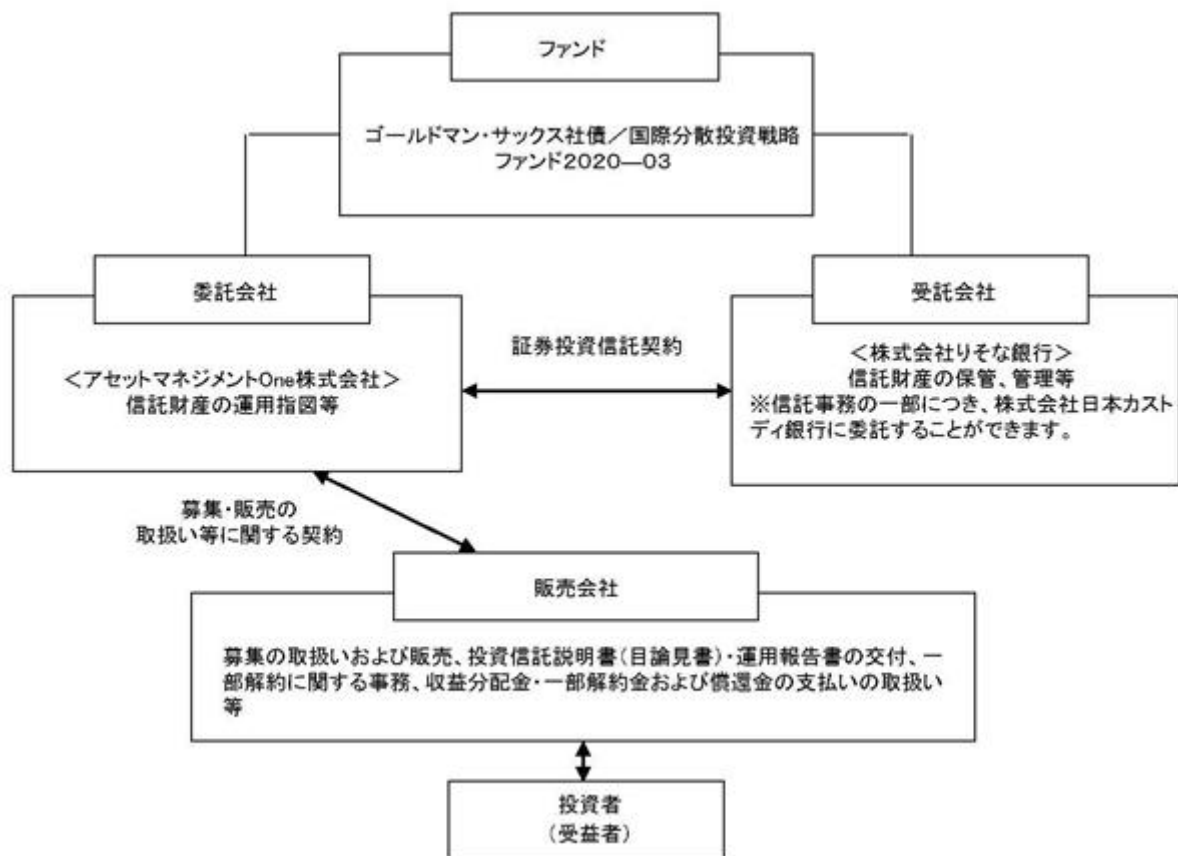 ファンド
ゴールドマン・サックス社債／国際分散投資戦略
ファンド2020―03
委託会社
＜アセットマネジメントOne株式会社＞
信託財産の運用指図等
証券投資信託契約
受託会社
＜株式会社りそな銀行＞
信託財産の保管、管理等
※信託事務の一部につき、株式会社日本カスト
ディ銀行に委託することができます。
募集・販売の
取扱い等に関する契約
販売会社
募集の取扱いおよび販売、投資信託説明書（目論見書）・運用報告書の交付、一
部解約に関する事務、収益分配金・一部解約金および償還金の支払いの取扱い
等
投資者
（受益者）